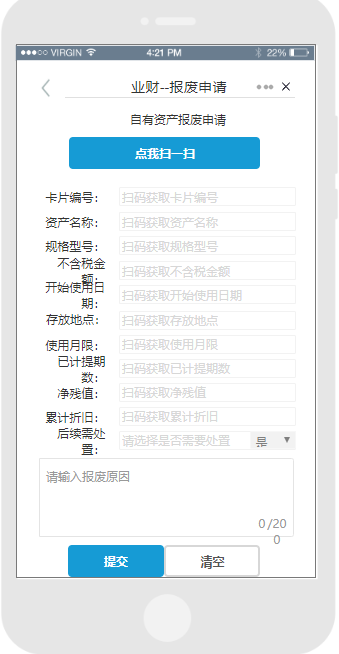 VIRGIN 4:21 PM 22%
业财--报废申请
自有资产报废申请
点我扫一扫
卡片编号: 扫码获取卡片编号
资产名称: 扫码获取资产名称
规格型号: 扫码获取规格型号
不含税金额: 扫码获取不含税金额
开始使用日期: 扫码获取开始使用日期
存放地点: 扫码获取存放地点
使用月限: 扫码获取使用月限
已计提期数: 扫码获取已计提期数
净残值: 扫码获取净残值
累计折旧: 扫码获取累计折旧
后续需处置: 请选择是否需要处置 是
请输入报废原因
0/200
提交 清空